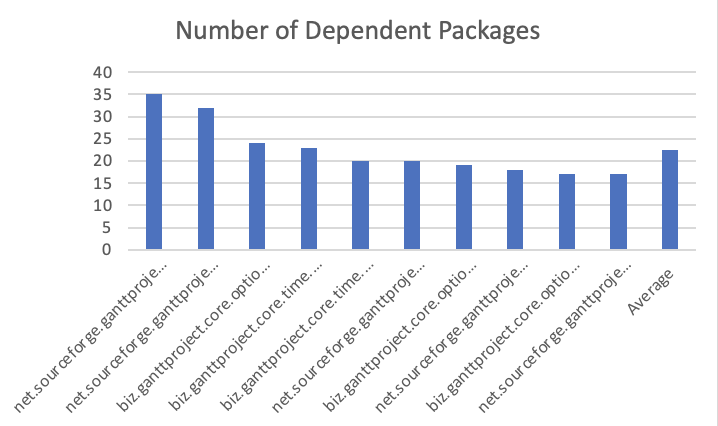 Number of Dependent Packages
40
35
30
25
20
15
10
5
0
net.sourceforge.ganttproje...
net.sourceforge.ganttproje...
biz.ganttproject.core.optio...
biz.ganttproject.core.time....
biz.ganttproject.core.time....
net.sourceforge.ganttproje...
biz.ganttproject.core.optio...
net.sourceforge.ganttproje...
biz.ganttproject.core.optio...
net.sourceforge.ganttproje...
Average